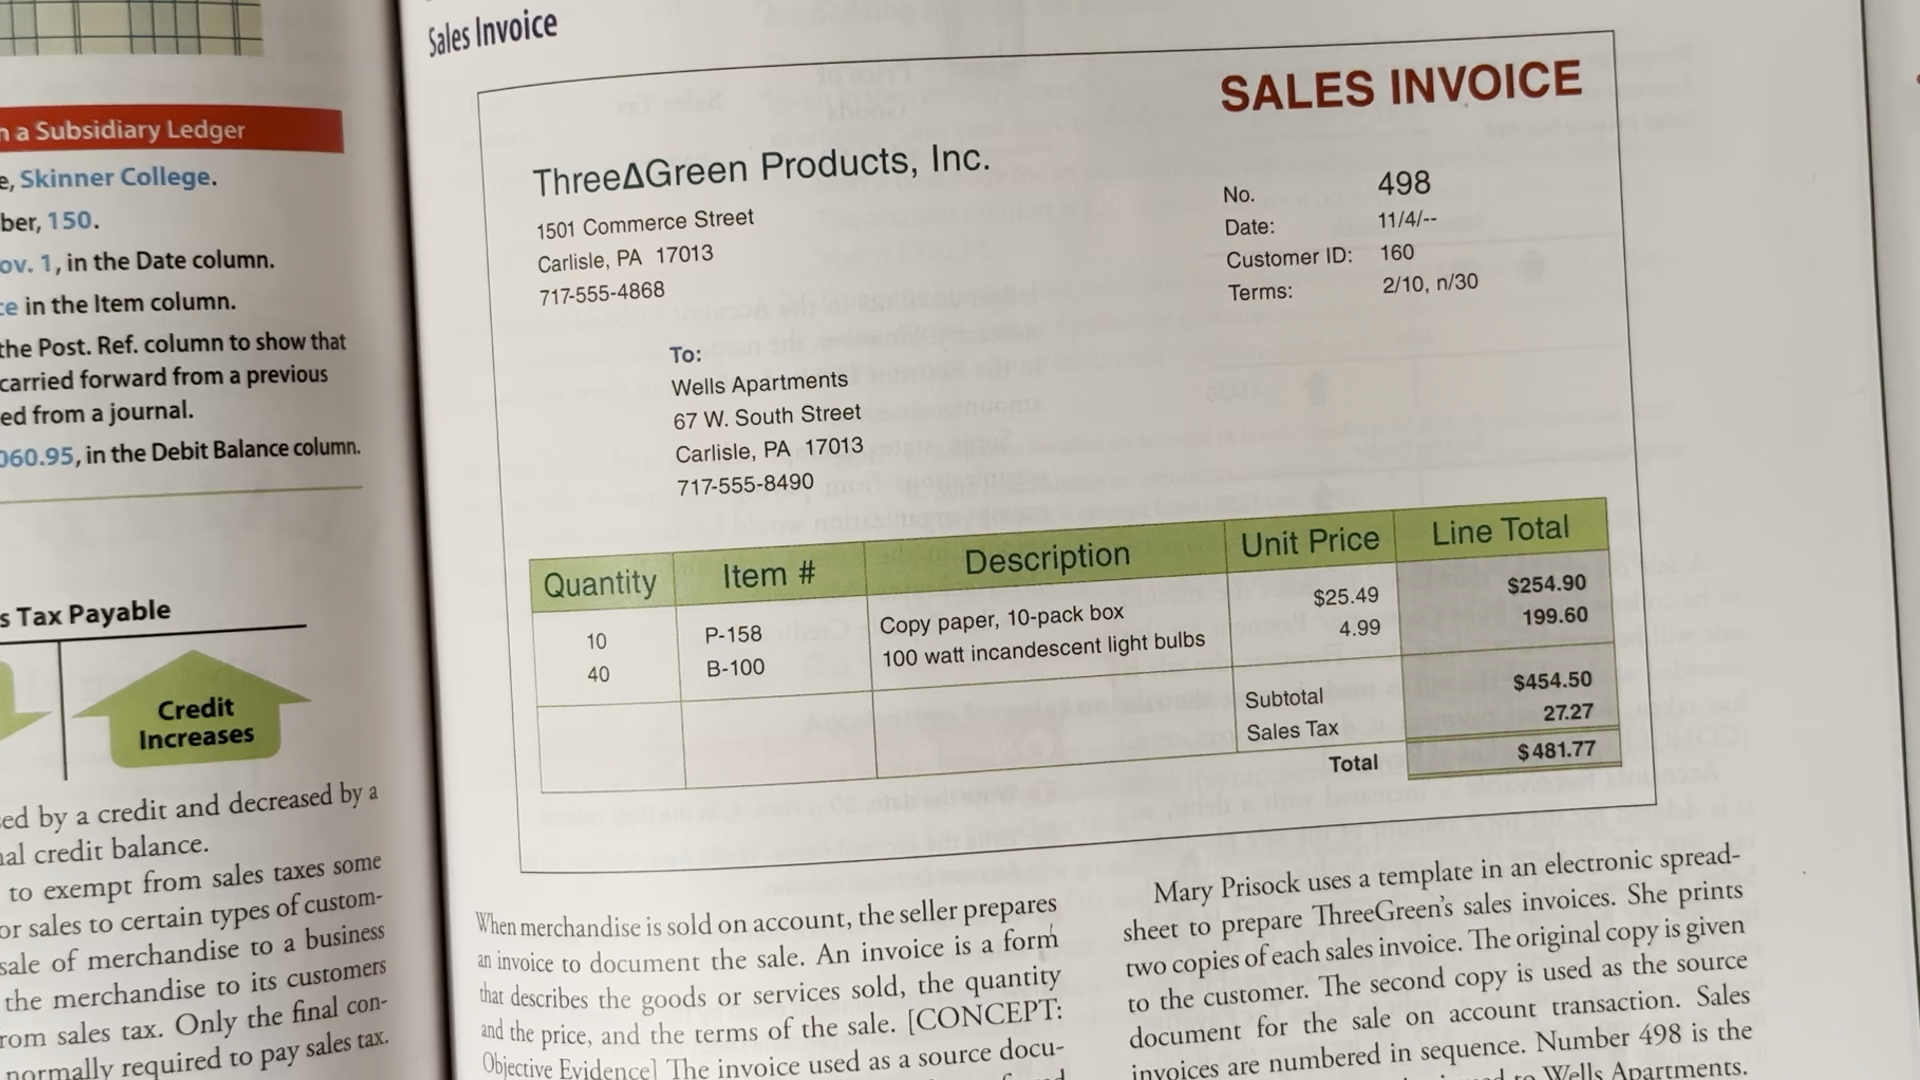 n a Subsidiary Ledger
e, Skinner College.
ber, 150.
ov. 1, in the Date column.
ce in the Item column.
the Post. Ref. column to show that
carried forward from a previous
ed from a journal.
060.95, in the Debit Balance column.
s Tax Payable
Credit
Increases
sed by a credit and decreased by a
nal credit balance.
to exempt from sales taxes some
or sales to certain types of custom-
sale of merchandise to a business
the merchandise to its customers
rom sales tax. Only the final con-
normally required to pay sales tax.
Sales Invoice
SALES INVOICE
ThreeΔGreen Products, Inc.
1501 Commerce Street
Carlisle, PA 17013
717-555-4868
No. 498
Date: 11/4/--
Customer ID: 160
Terms: 2/10, n/30
To:
Wells Apartments
67 W. South Street
Carlisle, PA 17013
717-555-8490
Quantity Item # Description Unit Price Line Total
10 P-158 Copy paper, 10-pack box $25.49 $254.90
40 B-100 100 watt incandescent light bulbs 4.99 199.60
Subtotal $454.50
Sales Tax 27.27
Total $481.77
When merchandise is sold on account, the seller prepares
an invoice to document the sale. An invoice is a form
that describes the goods or services sold, the quantity
and the price, and the terms of the sale. [CONCEPT:
Objective Evidence] The invoice used as a source docu-
Mary Prisock uses a template in an electronic spread-
sheet to prepare ThreeGreen's sales invoices. She prints
two copies of each sales invoice. The original copy is given
to the customer. The second copy is used as the source
document for the sale on account transaction. Sales
invoices are numbered in sequence. Number 498 is the
to Wells Apartments.